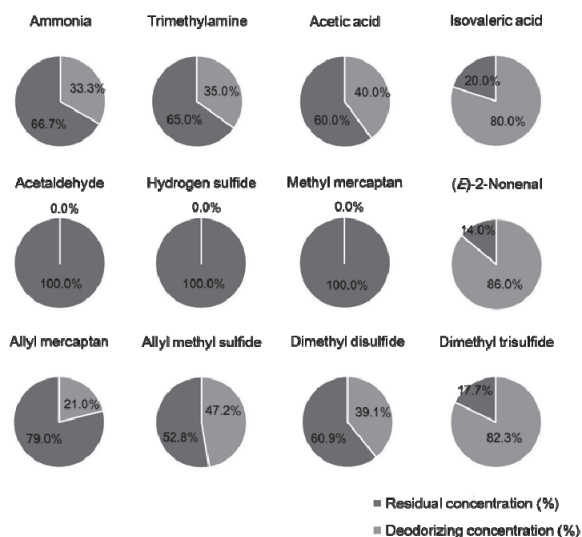 Ammonia Trimethylamine Acetic acid Isovaleric acid
33.3% 35.0% 40.0% 20.0%
66.7% 65.0% 60.0% 80.0%
Acetaldehyde Hydrogen sulfide Methyl mercaptan (E)-2-Nonenal
0.0% 0.0% 0.0% 14.0%
100.0% 100.0% 100.0% 86.0%
Allyl mercaptan Allyl methyl sulfide Dimethyl disulfide Dimethyl trisulfide
21.0% 47.2% 39.1% 17.7%
79.0% 52.8% 60.9% 82.3%
Residual concentration (%)
Deodorizing concentration (%)